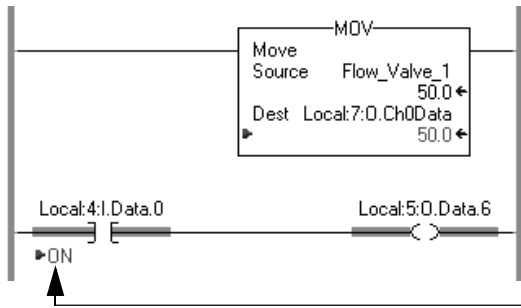 MOV
Move
Source Flow_Valve_1
50.0
Dest Local:7:O.Ch0Data
50.0
Local:4:I.Data.0 Local:5:O.Data.6
ON